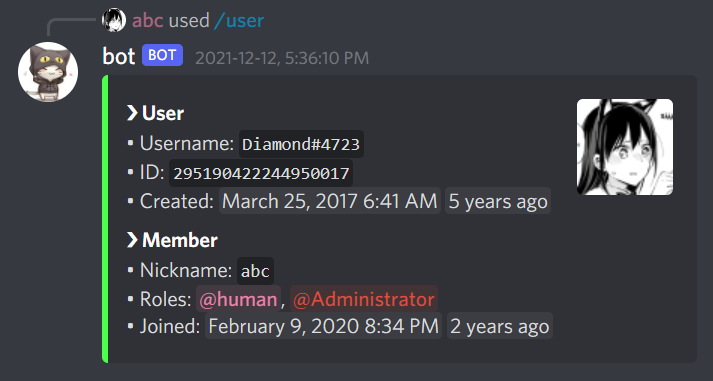 abc used /user
bot BOT 2021-12-12, 5:36:10 PM
❯ User
• Username: Diamond#4723
• ID: 295190422244950017
• Created: March 25, 2017 6:41 AM 5 years ago
❯ Member
• Nickname: abc
• Roles: @human, @Administrator
• Joined: February 9, 2020 8:34 PM 2 years ago